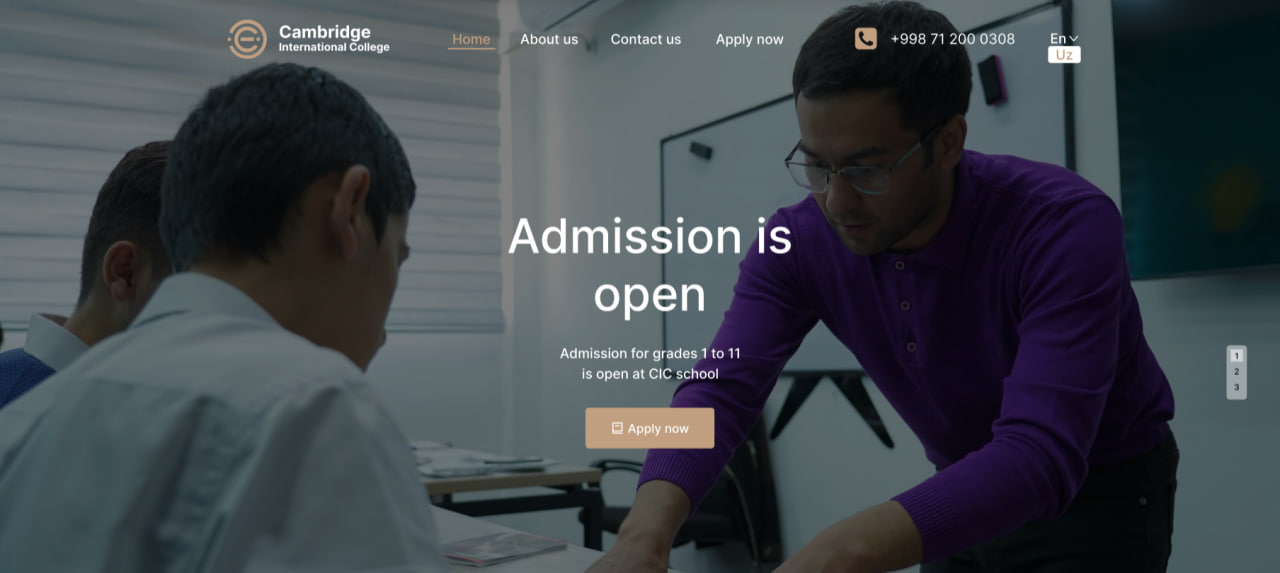 Cambridge
International College
Home
About us
Contact us
Apply now
+998 71 200 0308
En
Uz
Admission is
open
Admission for grades 1 to 11
is open at CIC school
Apply now
1
2
3